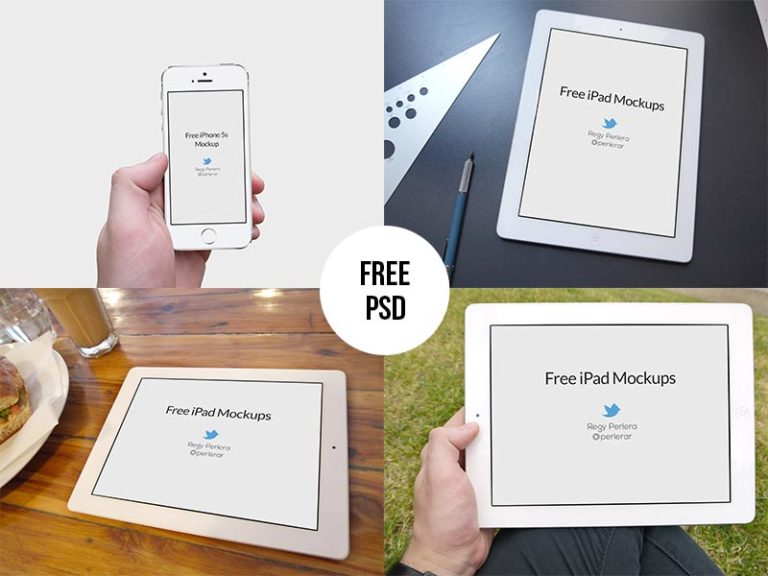 Free iPhone 5s
Mockup
Regy Perlera
@perlerar
Free iPad Mockups
Regy Perlera
@perlerar
FREE
PSD
Free iPad Mockups
Regy Perlera
@perlerar
Free iPad Mockups
Regy Perlera
@perlerar